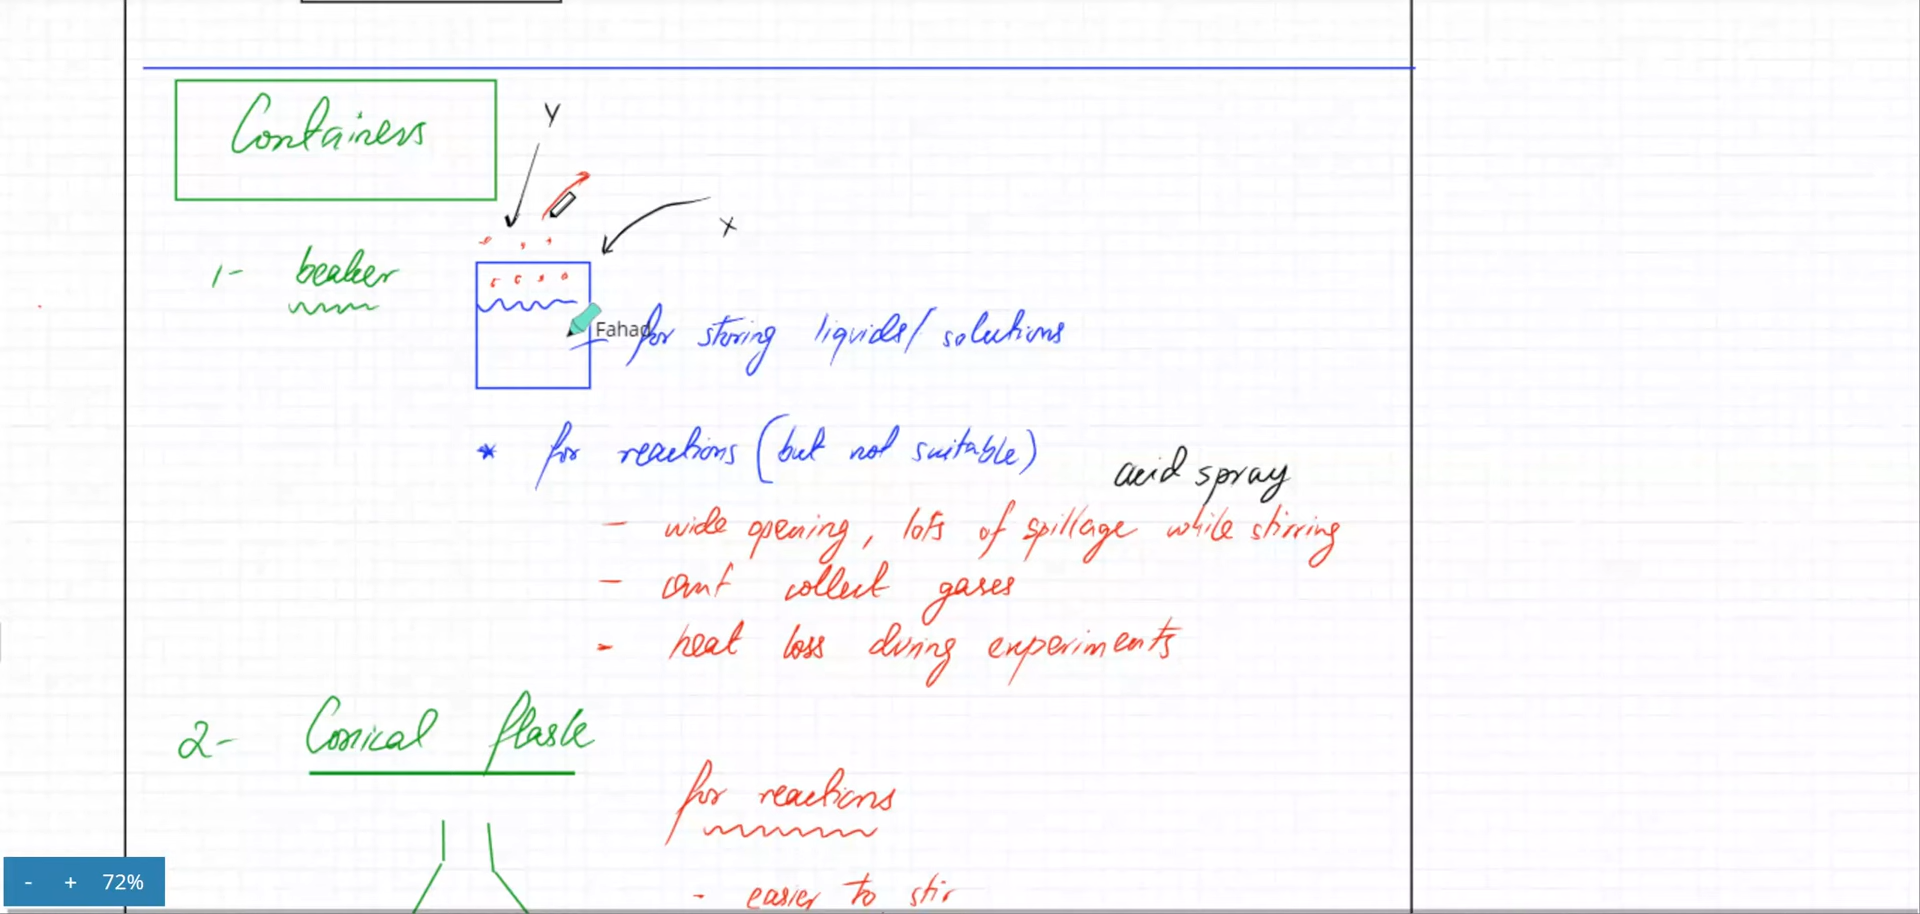 Containers
Y
X
1- beaker
Fahad
- for storing liquids/ solutions
* for reactions (but not suitable)
acid spray
- wide opening, lots of spillage while stirring
- cant collect gases
- heat loss during experiments
2- Conical flask
for reactions
- easier to stir
- + 72%